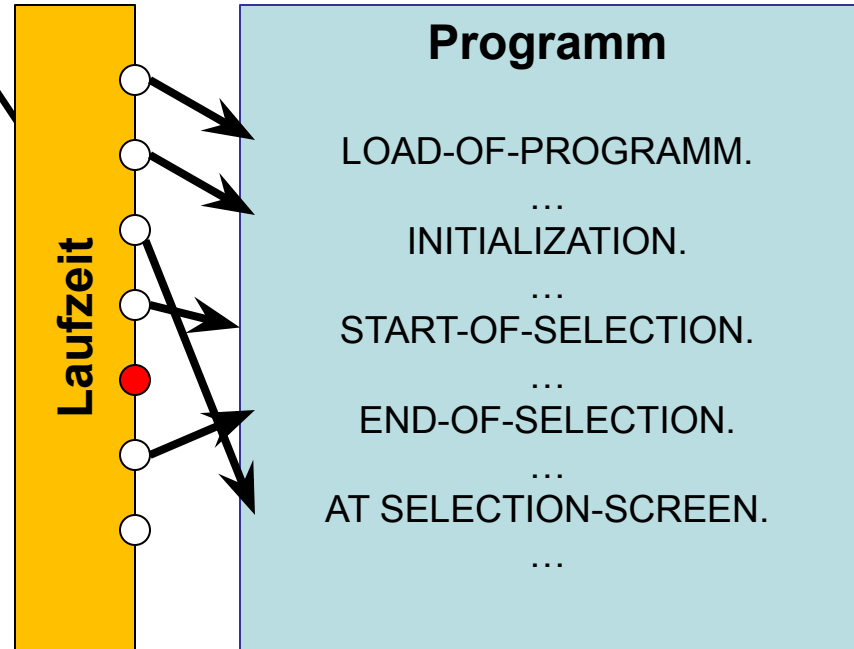 Laufzeit
Programm
LOAD-OF-PROGRAMM.
…
INITIALIZATION.
…
START-OF-SELECTION.
…
END-OF-SELECTION.
…
AT SELECTION-SCREEN.
…